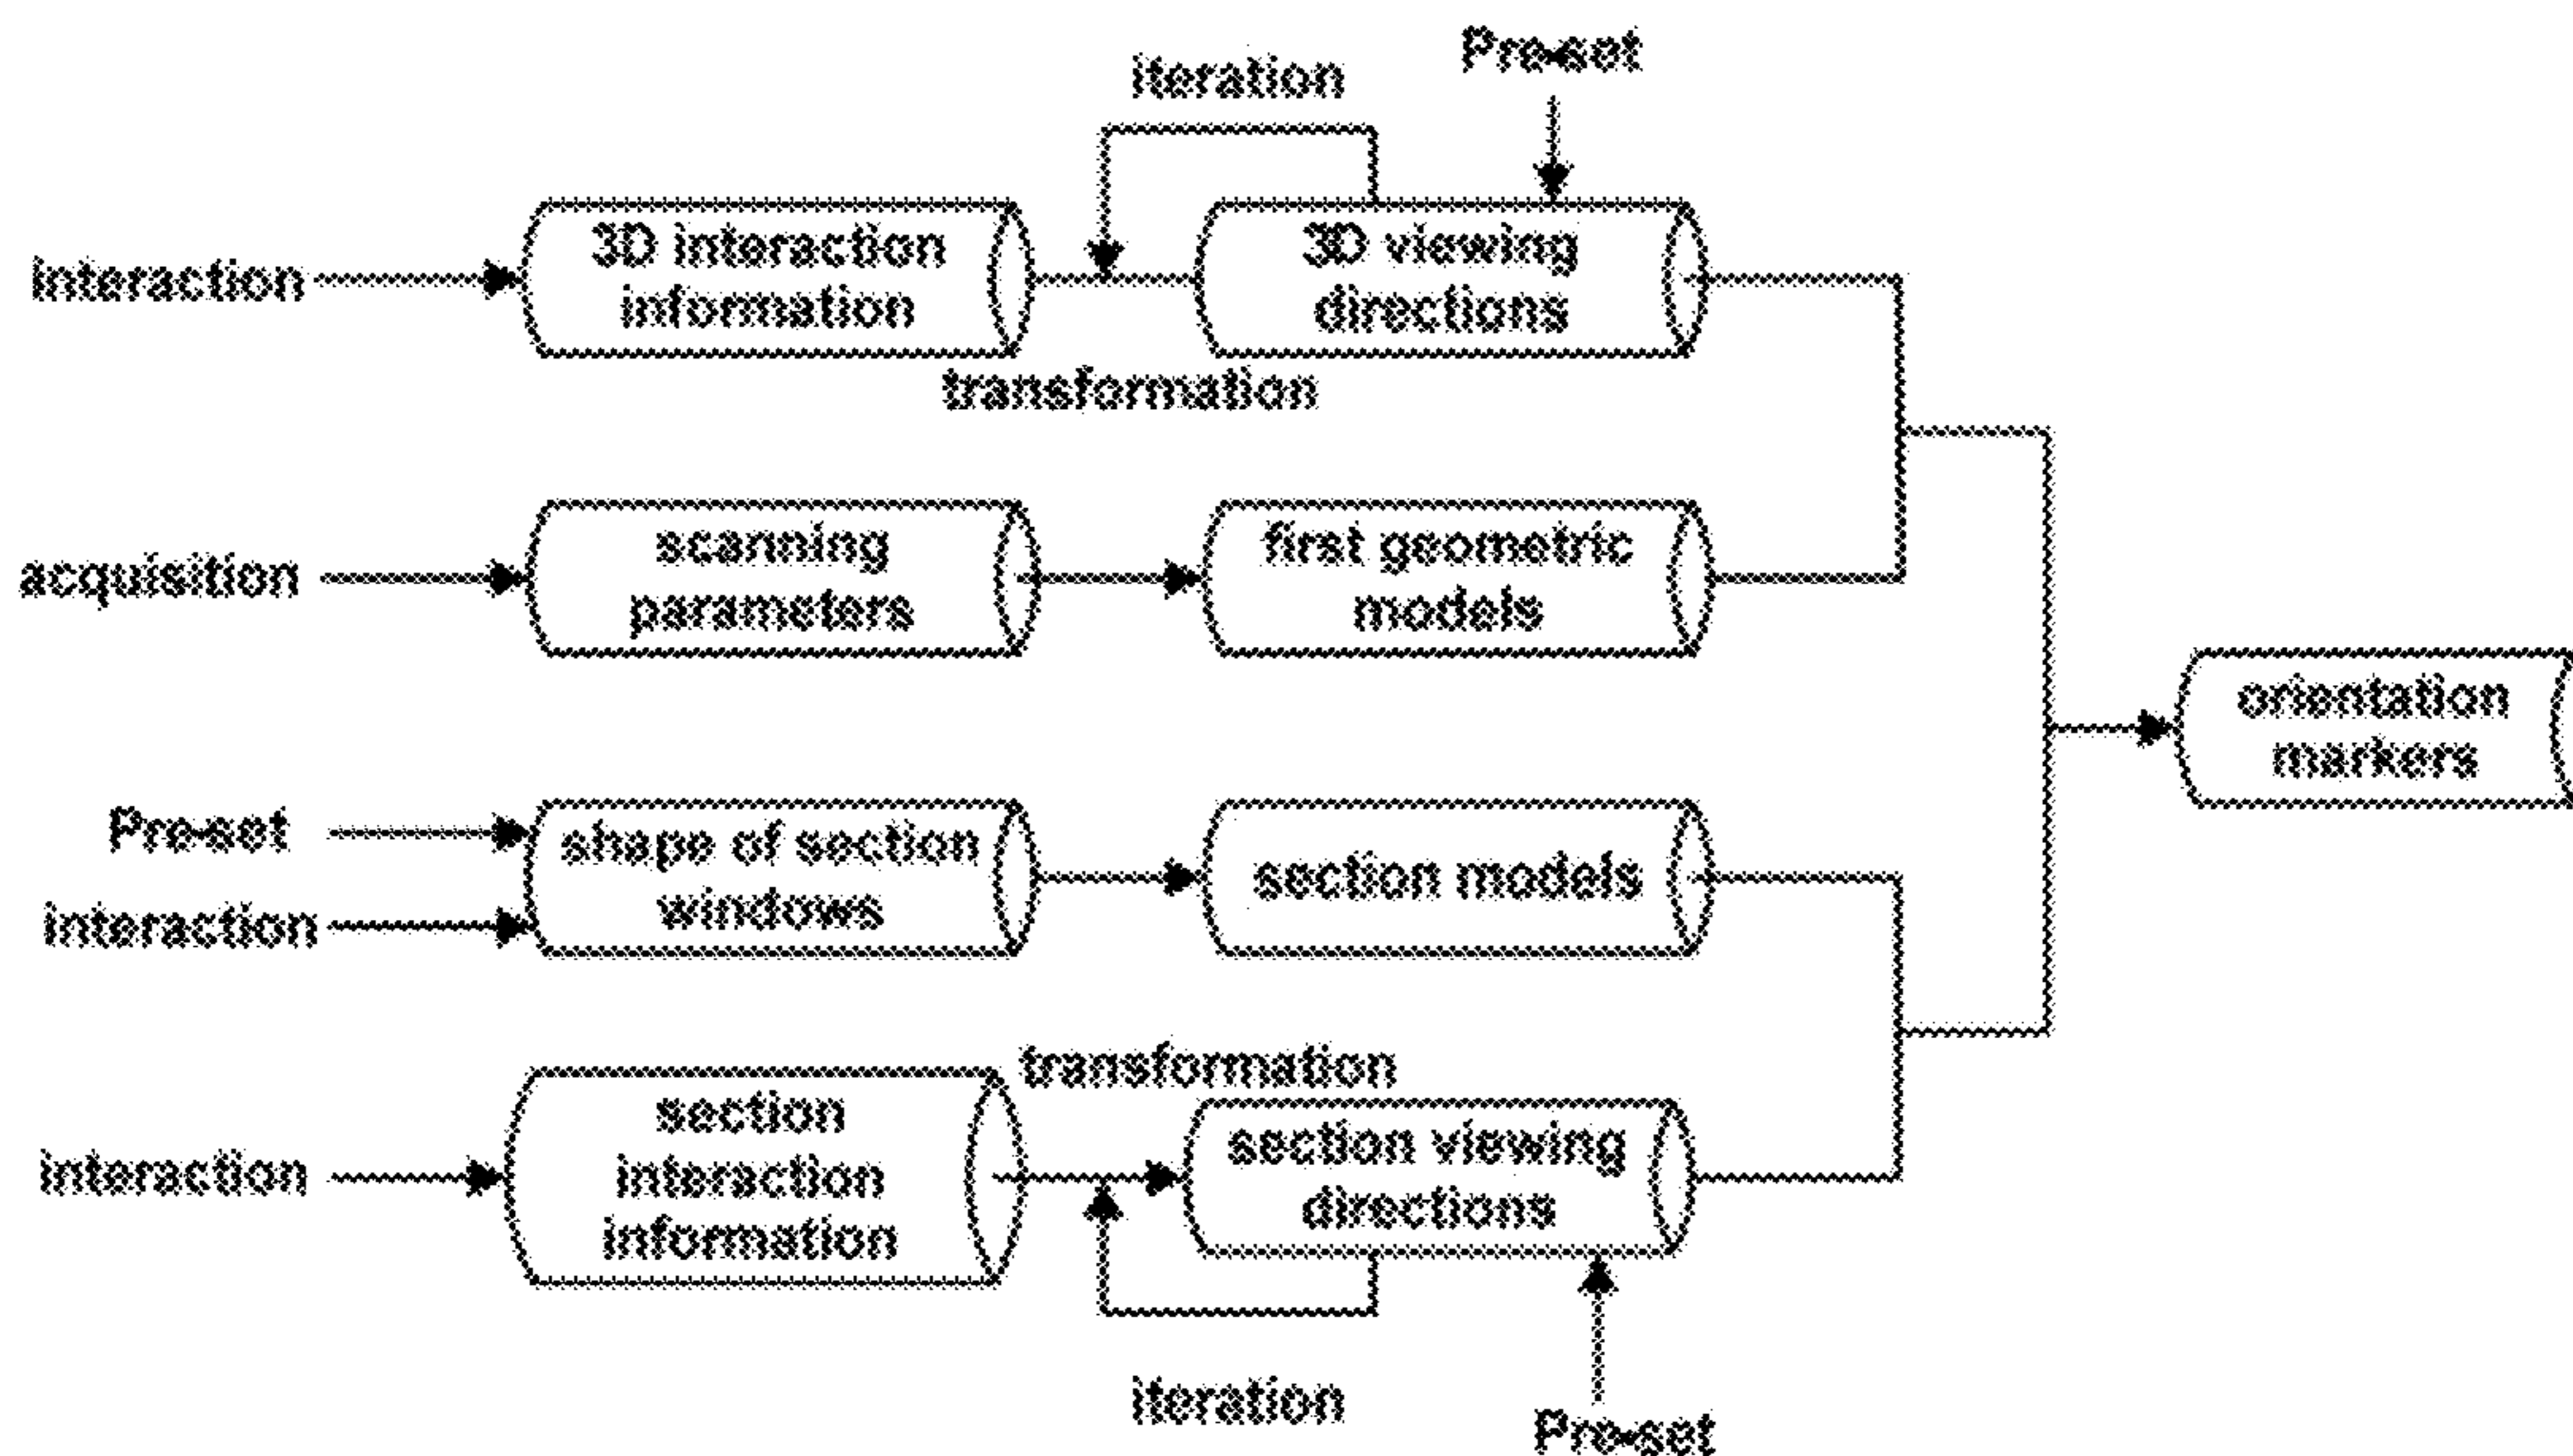 Pre-set
iteration
interaction
3D interaction
information
3D viewing
directions
transformation
acquisition
scanning
parameters
first geometric
models
orientation
markers
Pre-set
interaction
shape of section
windows
section models
transformation
interaction
section
interaction
information
section viewing
directions
iteration
Pre-set